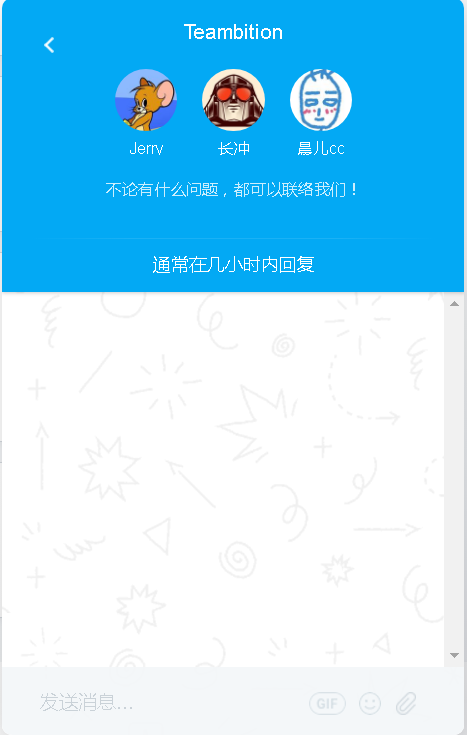 Teambition
Jerry
长冲
晨儿cc
不论有什么问题，都可以联络我们！
通常在几小时内回复
发送消息...
GIF